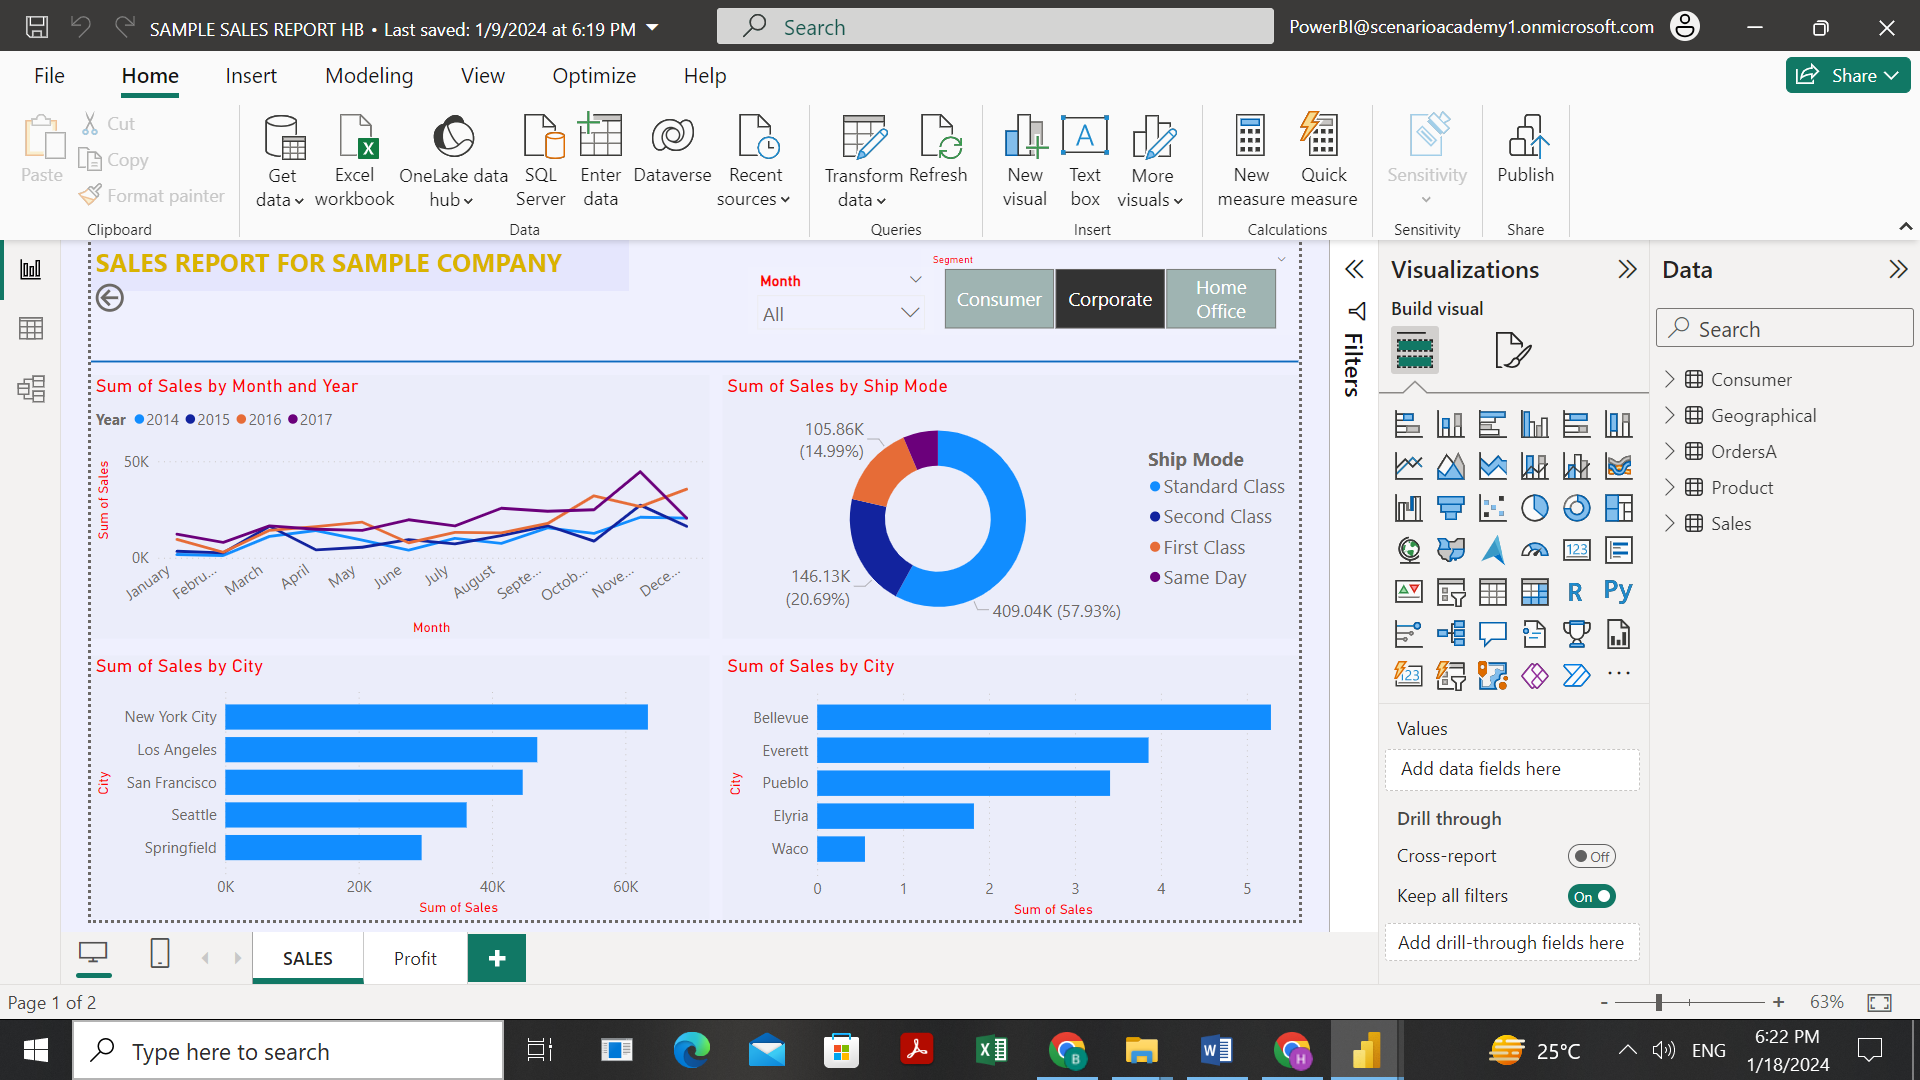 SAMPLE SALES REPORT HB • Last saved: 1/9/2024 at 6:19 PM
Search
PowerBI@scenarioacademy1.onmicrosoft.com
File Home Insert Modeling View Optimize Help
Share
Paste
Cut
Copy
Format painter
Clipboard
Get data
Excel workbook
OneLake data hub
SQL Server
Enter data
Dataverse
Recent sources
Data
Transform data
Refresh
Queries
New visual
A
Text box
More visuals
Insert
New measure
Quick measure
Calculations
Sensitivity
Sensitivity
Publish
Share
SALES REPORT FOR SAMPLE COMPANY
Month
All
Segment
Consumer
Corporate
Home Office
Sum of Sales by Month and Year
Year 2014 2015 2016 2017
Sum of Sales
50K
0K
January Febru... March April May June July August Septe... Octob... Nove... Dece...
Month
Sum of Sales by Ship Mode
105.86K
(14.99%)
146.13K
(20.69%)
409.04K (57.93%)
Ship Mode
Standard Class
Second Class
First Class
Same Day
Sum of Sales by City
City
New York City
Los Angeles
San Francisco
Seattle
Springfield
0K 20K 40K 60K
Sum of Sales
Sum of Sales by City
City
Bellevue
Everett
Pueblo
Elyria
Waco
0 1 2 3 4 5
Sum of Sales
Filters
Visualizations
Build visual
123
R
Py
123
...
Values
Add data fields here
Drill through
Cross-report
Off
Keep all filters
On
Add drill-through fields here
Data
Search
Consumer
Geographical
OrdersA
Product
Sales
SALES
Profit
+
Page 1 of 2
- + 63%
Type here to search
B
H
25°C
ENG
6:22 PM
1/18/2024